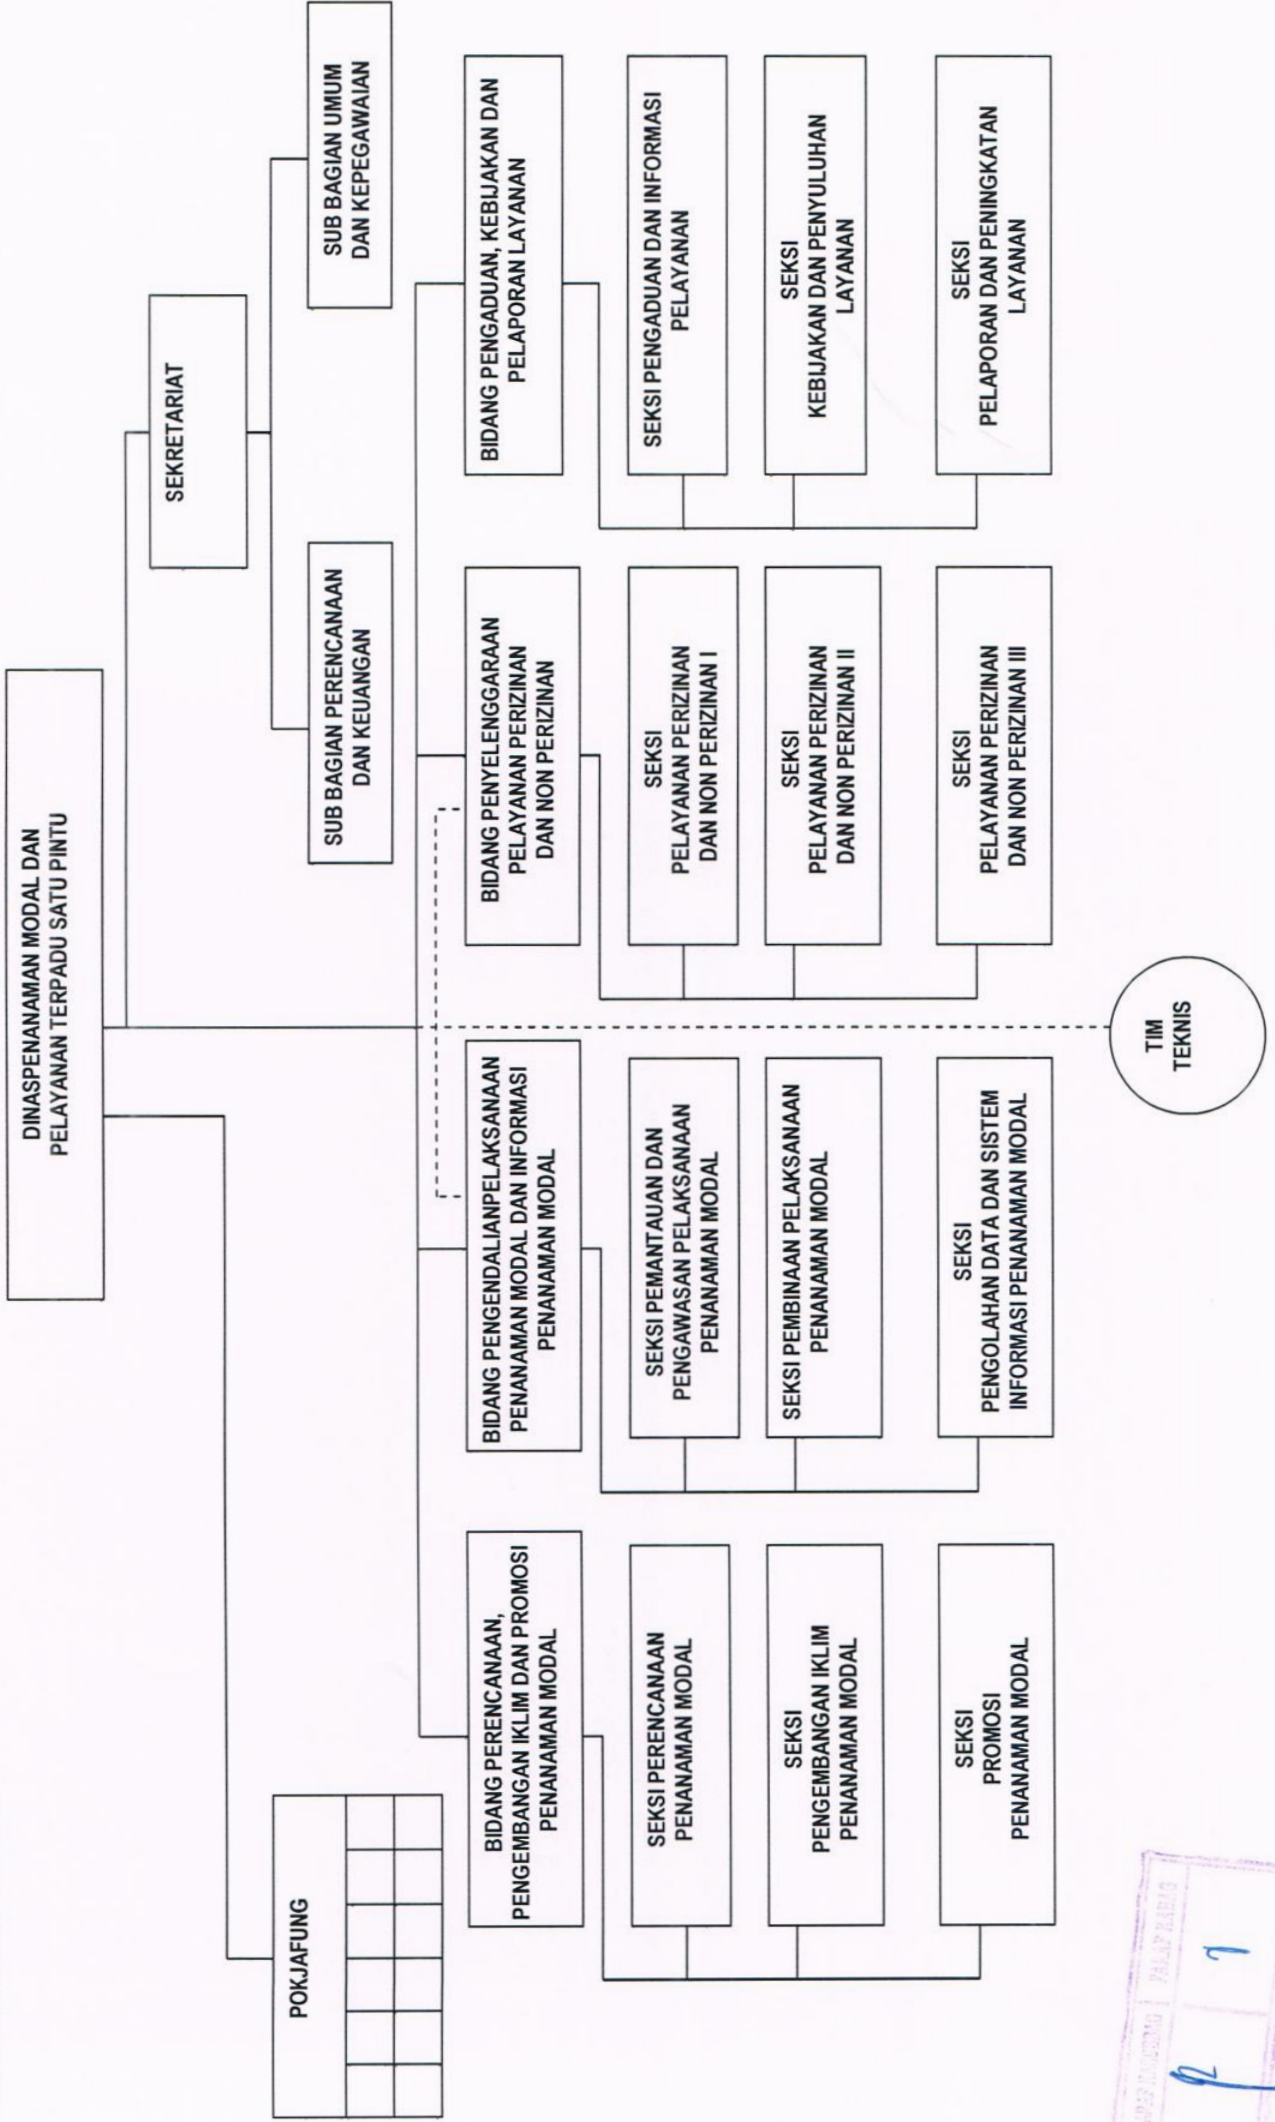 DINASPENANAMAN MODAL DAN
PELAYANAN TERPADU SATU PINTU
SEKRETARIAT
POKJAFUNG
SUB BAGIAN PERENCANAAN
DAN KEUANGAN
SUB BAGIAN UMUM
DAN KEPEGAWAIAN
BIDANG PERENCANAAN,
PENGEMBANGAN IKLIM DAN PROMOSI
PENANAMAN MODAL
SEKSI PERENCANAAN
PENANAMAN MODAL
SEKSI
PENGEMBANGAN IKLIM
PENANAMAN MODAL
SEKSI
PROMOSI
PENANAMAN MODAL
BIDANG PENGENDALIANPELAKSANAAN
PENANAMAN MODAL DAN INFORMASI
PENANAMAN MODAL
SEKSI PEMANTAUAN DAN
PENGAWASAN PELAKSANAAN
PENANAMAN MODAL
SEKSI PEMBINAAN PELAKSANAAN
PENANAMAN MODAL
SEKSI
PENGOLAHAN DATA DAN SISTEM
INFORMASI PENANAMAN MODAL
BIDANG PENYELENGGARAAN
PELAYANAN PERIZINAN
DAN NON PERIZINAN
SEKSI
PELAYANAN PERIZINAN
DAN NON PERIZINAN I
SEKSI
PELAYANAN PERIZINAN
DAN NON PERIZINAN II
SEKSI
PELAYANAN PERIZINAN
DAN NON PERIZINAN III
BIDANG PENGADUAN, KEBIJAKAN DAN
PELAPORAN LAYANAN
SEKSI PENGADUAN DAN INFORMASI
PELAYANAN
SEKSI
KEBIJAKAN DAN PENYULUHAN
LAYANAN
SEKSI
PELAPORAN DAN PENINGKATAN
LAYANAN
TIM
TEKNIS
PARAF KABAG